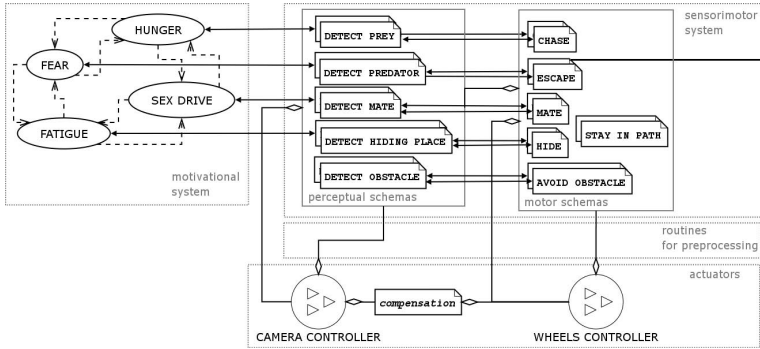 sensorimotor
system
HUNGER
FEAR
SEX DRIVE
FATIGUE
motivational
system
DETECT PREY
DETECT PREDATOR
DETECT MATE
DETECT HIDING PLACE
DETECT OBSTACLE
perceptual schemas
CHASE
ESCAPE
MATE
HIDE
STAY IN PATH
AVOID OBSTACLE
motor schemas
routines
for preprocessing
actuators
compensation
CAMERA CONTROLLER
WHEELS CONTROLLER